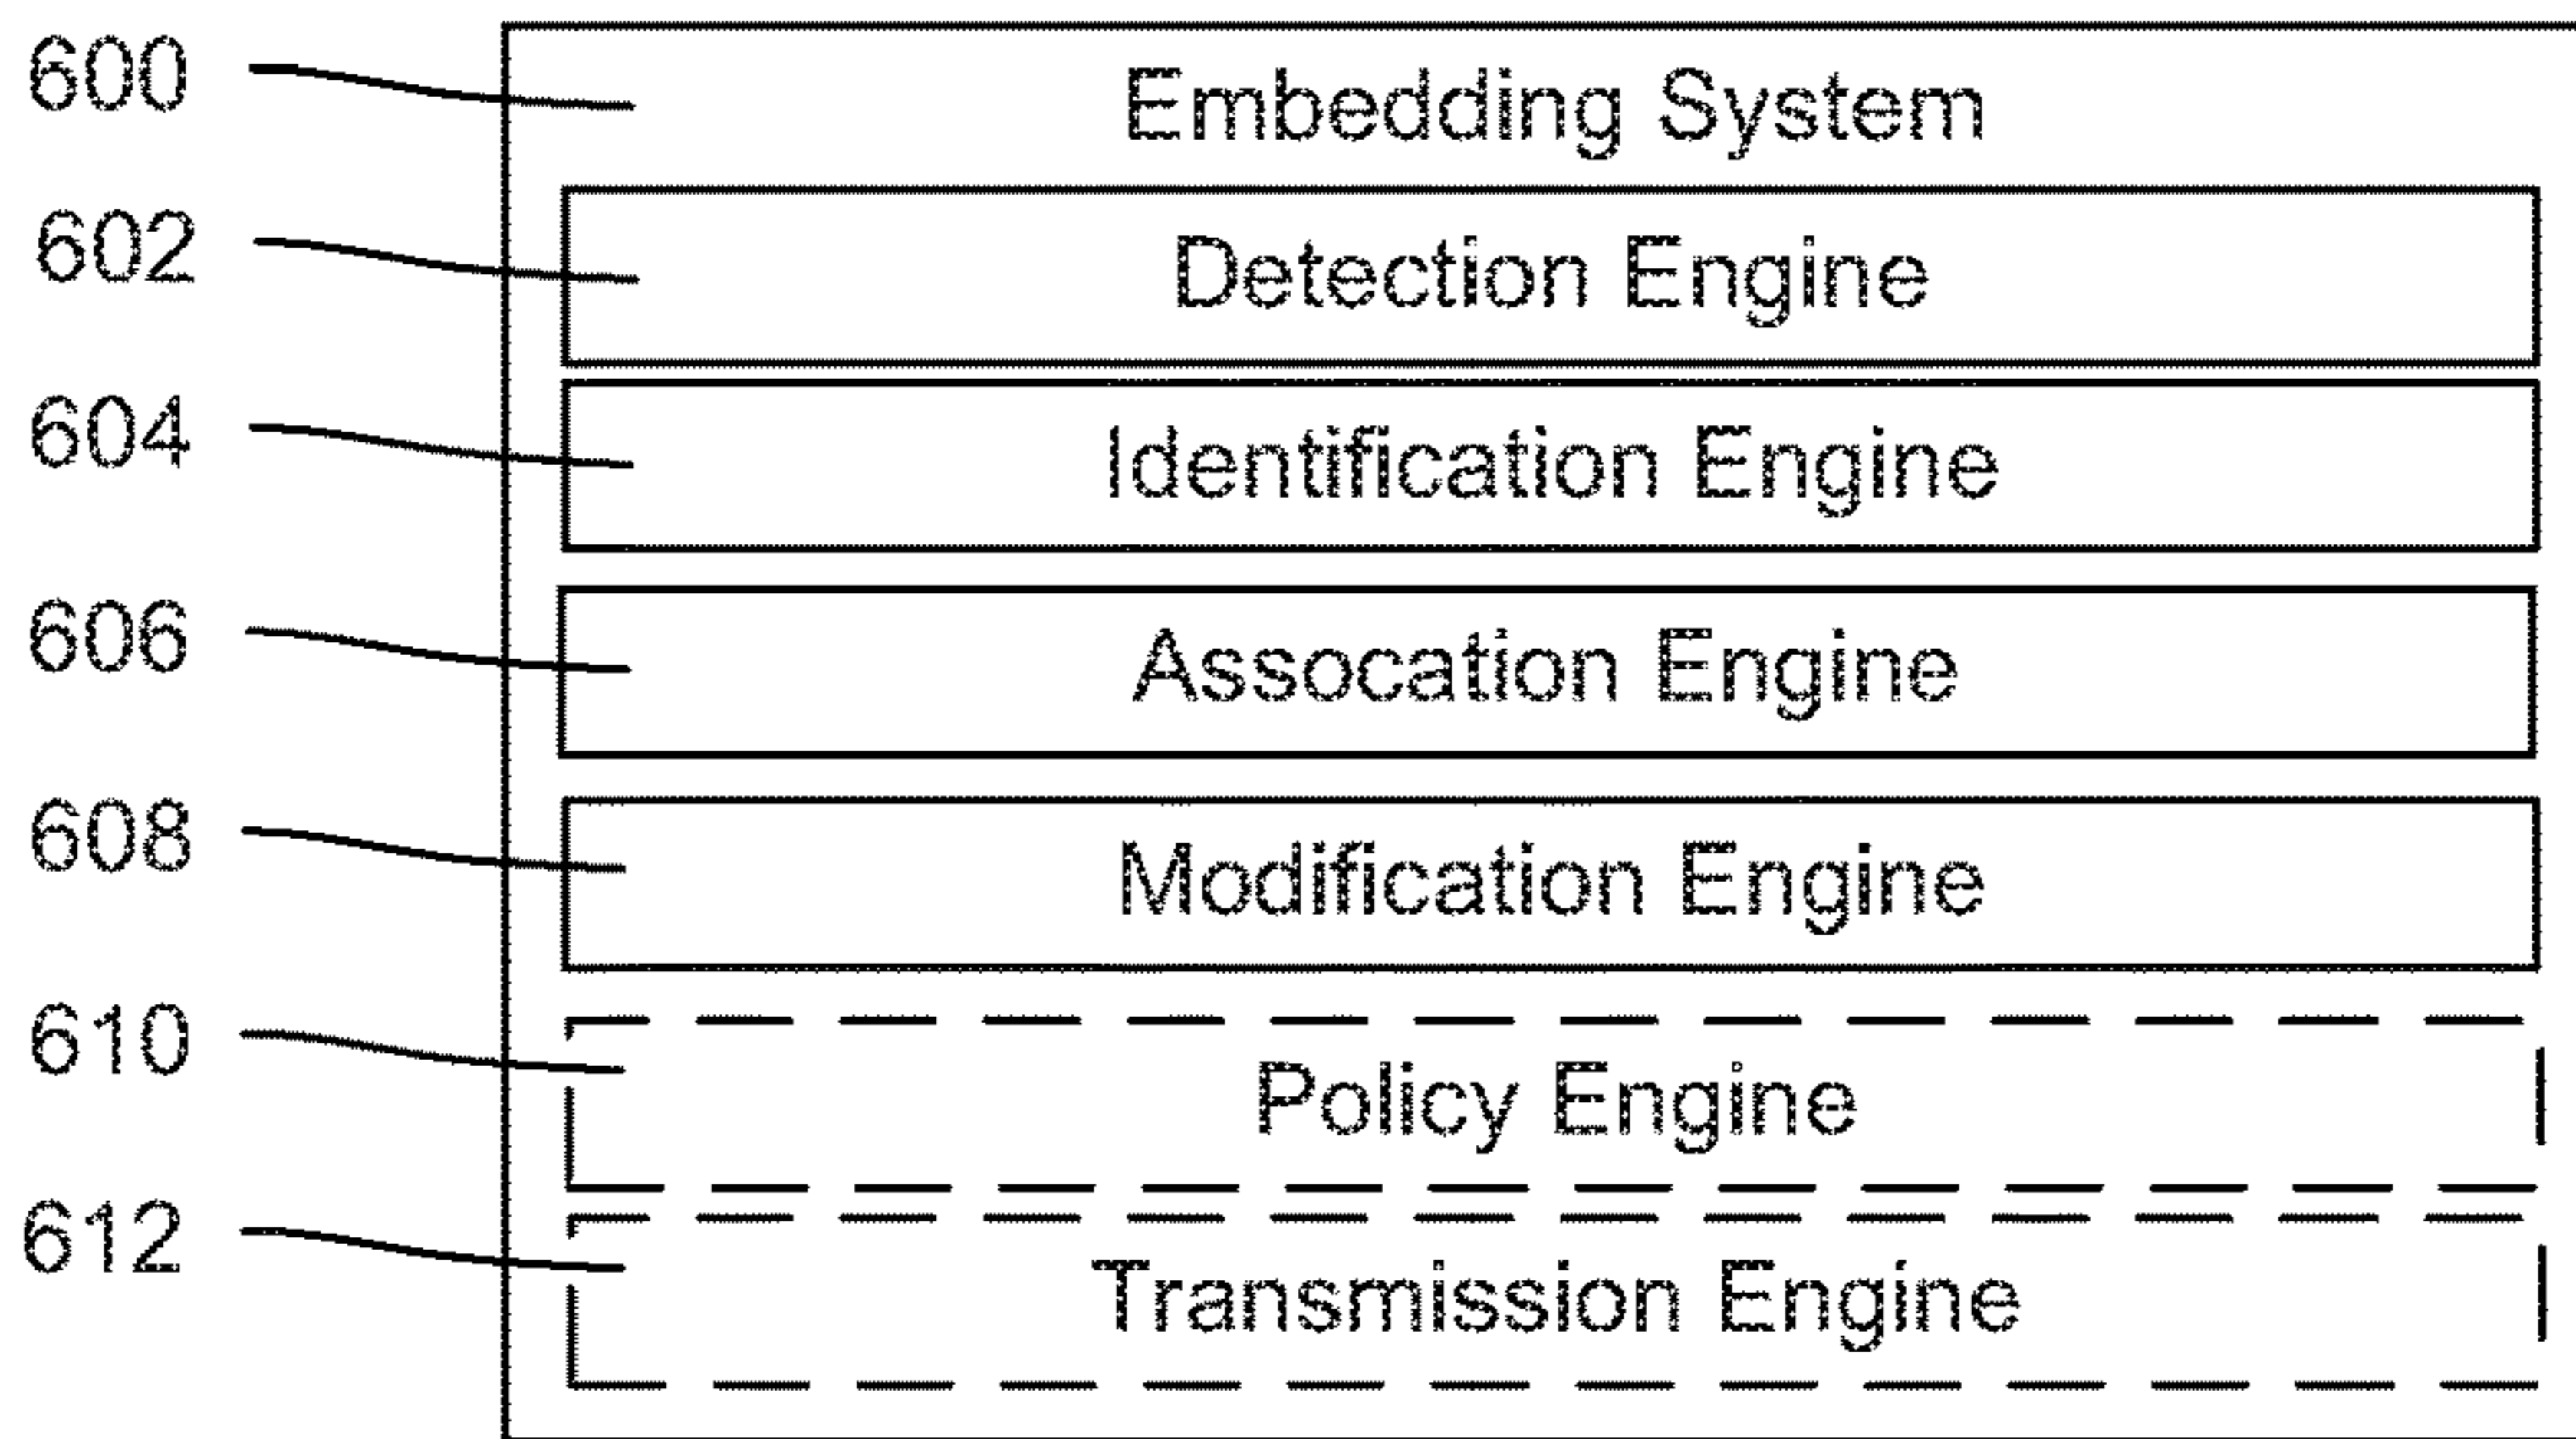 600 Embedding System
602 Detection Engine
604 Identification Engine
606 Assocation Engine
608 Modification Engine
610 Policy Engine
612 Transmission Engine